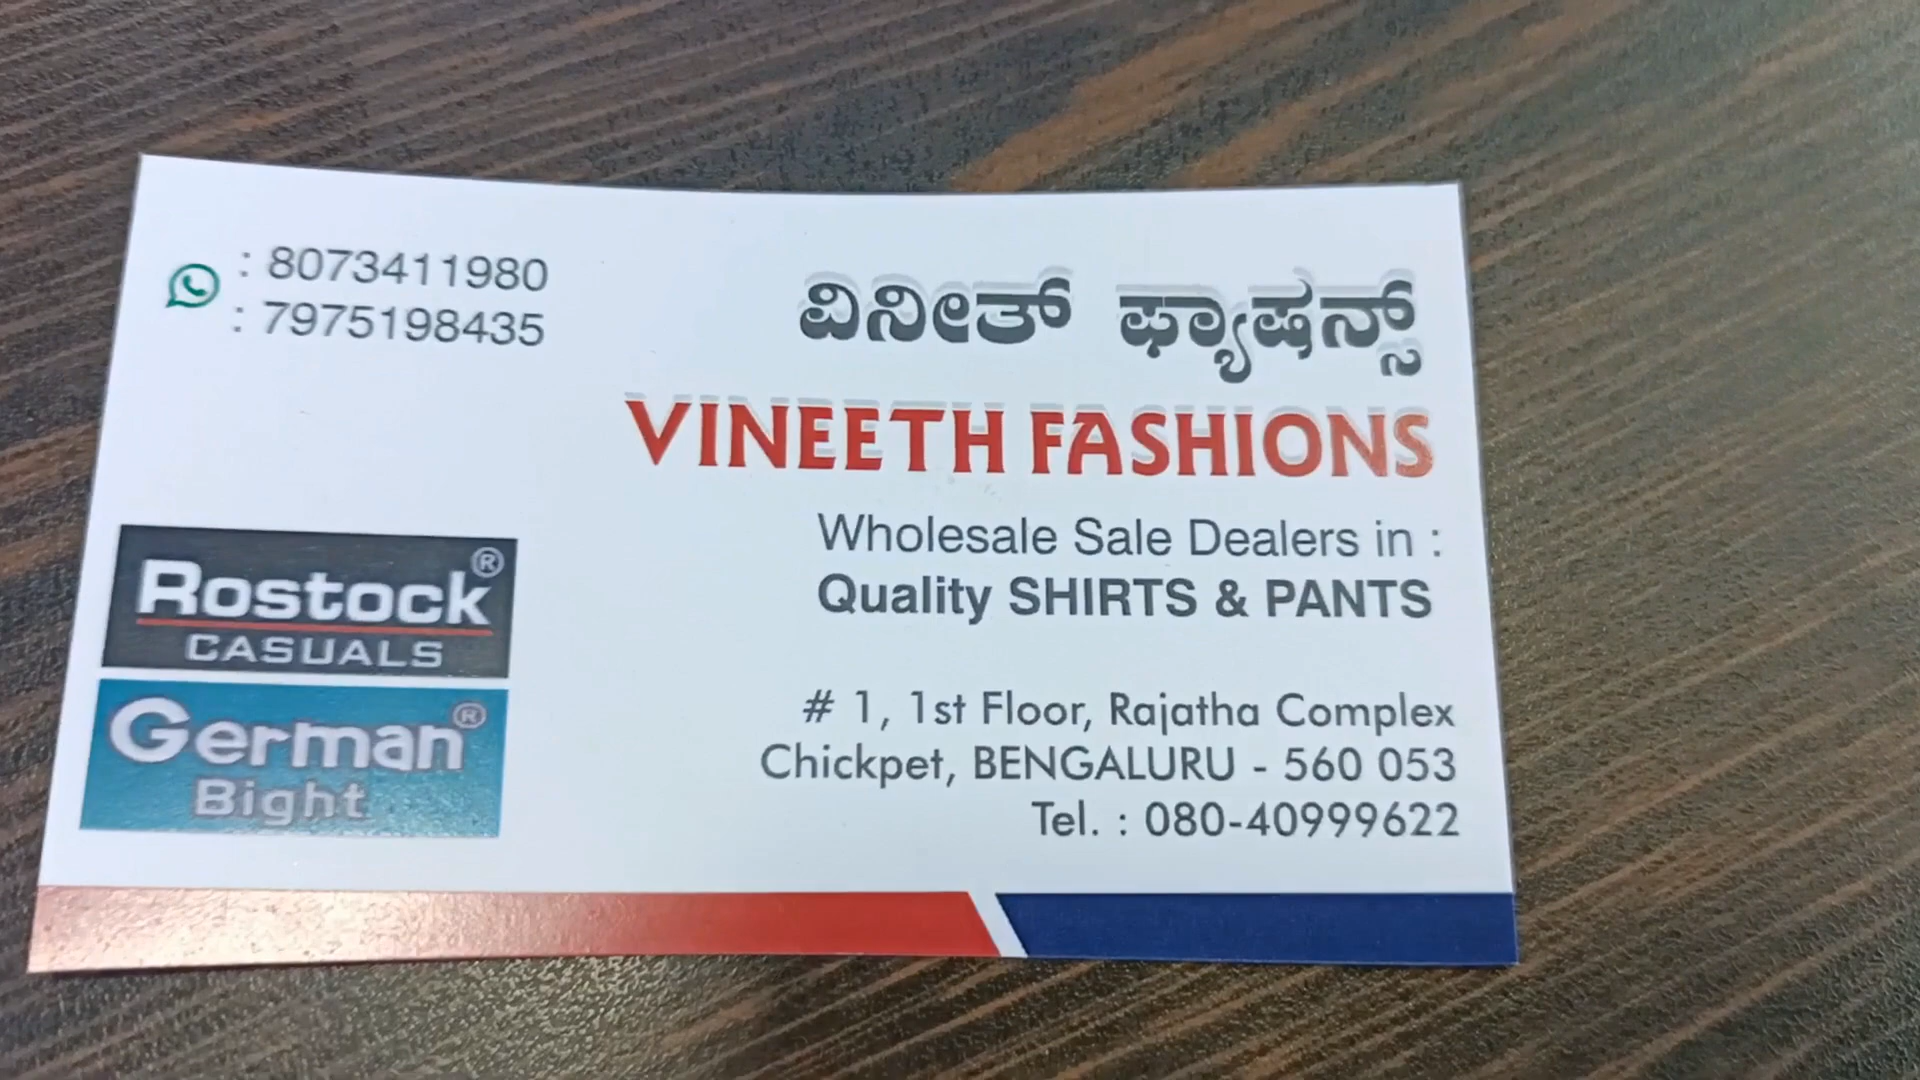 : 8073411980
: 7975198435
ವಿನೀತ್ ಫ್ಯಾಷನ್ಸ್
VINEETH FASHIONS
Wholesale Sale Dealers in :
Quality SHIRTS & PANTS
Rostock®
CASUALS
German®
Bight
# 1, 1st Floor, Rajatha Complex
Chickpet, BENGALURU - 560 053
Tel. : 080-40999622